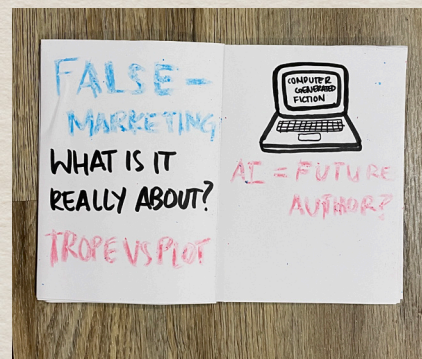 FALSE-
MARKETING
WHAT IS IT
REALLY ABOUT?
TROPE VS PLOT
COMPUTER
GENERATED
FICTION
AI = FUTURE
AUTHOR?